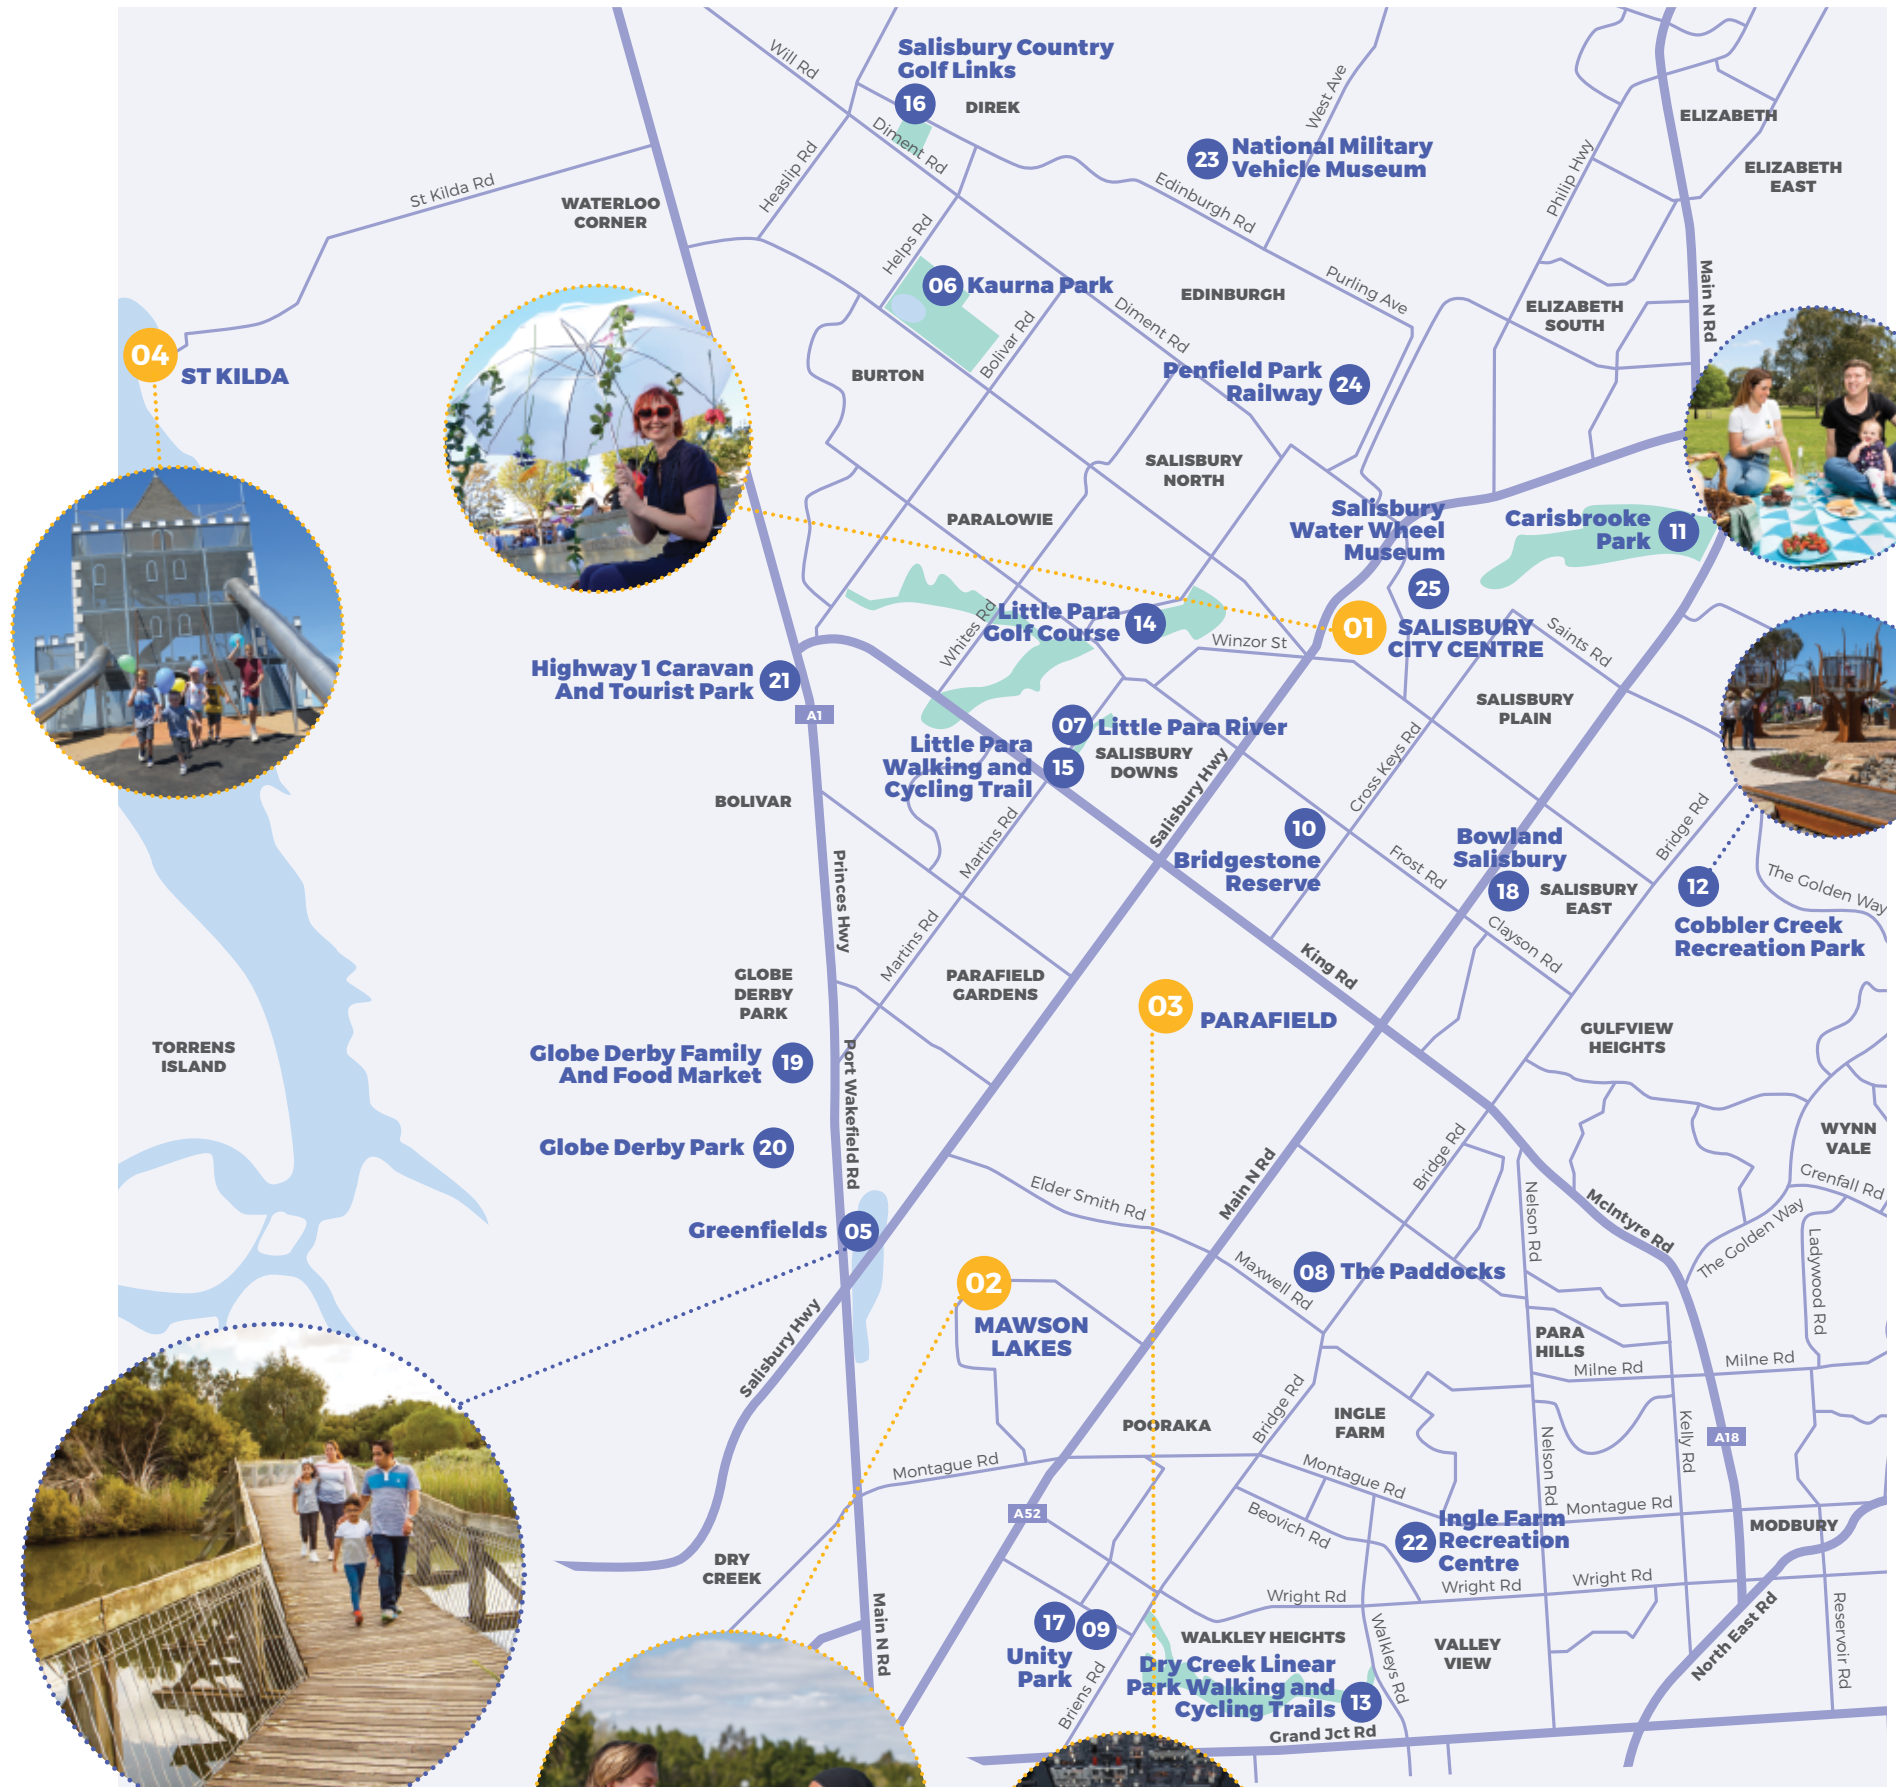 Will Rd
Salisbury Country
Golf Links
16
DIREK
Diment Rd
Heaslip Rd
West Ave
23
National Military
Vehicle Museum
Edinburgh Rd
Philip Hwy
ELIZABETH
ELIZABETH
EAST
St Kilda Rd
WATERLOO
CORNER
Helps Rd
06
Kaurna Park
Bolivar Rd
Diment Rd
EDINBURGH
Purling Ave
ELIZABETH
SOUTH
Main N Rd
04
ST KILDA
BURTON
Penfield Park
Railway
24
SALISBURY
NORTH
PARALOWIE
Salisbury
Water Wheel
Museum
25
Carisbrooke
Park
11
Whites Rd
Little Para
Golf Course
14
Winzor St
01
SALISBURY
CITY CENTRE
Saints Rd
Highway 1 Caravan
And Tourist Park
21
A1
SALISBURY
PLAIN
07
Little Para River
Little Para
Walking and
Cycling Trail
15
SALISBURY
DOWNS
Salisbury Hwy
Cross Keys Rd
BOLIVAR
Princes Hwy
Martins Rd
10
Bridgestone
Reserve
Frost Rd
Bowland
Salisbury
18
SALISBURY
EAST
Bridge Rd
12
Cobbler Creek
Recreation Park
The Golden Way
Clayson Rd
Martins Rd
King Rd
GLOBE
DERBY
PARK
PARAFIELD
GARDENS
03
PARAFIELD
TORRENS
ISLAND
Globe Derby Family
And Food Market
19
Port Wakefield Rd
GULFVIEW
HEIGHTS
Globe Derby Park
20
WYNN
VALE
Grenfall Rd
Bridge Rd
Elder Smith Rd
Main N Rd
Nelson Rd
McIntyre Rd
The Golden Way
Ladywood Rd
Greenfields
05
02
MAWSON
LAKES
Maxwell Rd
08
The Paddocks
Salisbury Hwy
PARA
HILLS
Milne Rd
Milne Rd
POORAKA
Bridge Rd
INGLE
FARM
Kelly Rd
A18
Nelson Rd
Montague Rd
Montague Rd
Montague Rd
A52
Beovich Rd
22
Ingle Farm
Recreation
Centre
MODBURY
DRY
CREEK
Wright Rd
Wright Rd
Wright Rd
Main N Rd
17
09
Unity
Park
Briens Rd
WALKLEY HEIGHTS
Dry Creek Linear
Park Walking and
Cycling Trails
13
Walkleys Rd
VALLEY
VIEW
North East Rd
Reservoir Rd
Grand Jct Rd